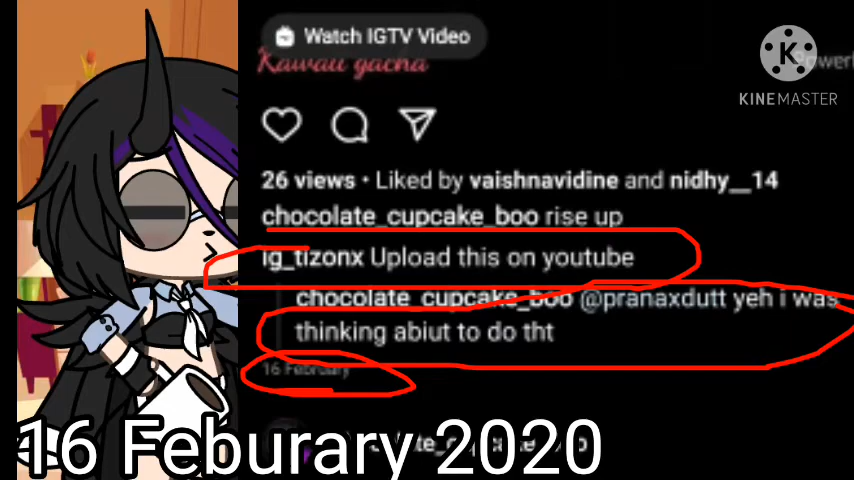 Watch IGTV Video
Kawaii gacha
KINEMASTER
26 views • Liked by vaishnavidine and nidhy__14
chocolate_cupcake_boo rise up
ig_tizonx Upload this on youtube
chocolate_cupcake_boo @pranaxdutt yeh i was
thinking abiut to do tht
16 February
16 Feburary 2020